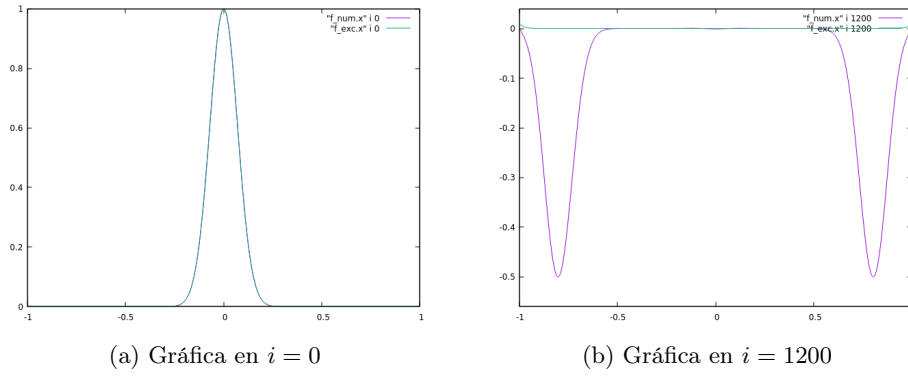 "f_num.x" i 0
"f_exc.x" i 0
1
0.8
0.6
0.4
0.2
0
-1 -0.5 0 0.5 1
(a) Gráfica en i = 0
"f_num.x" i 1200
"f_exc.x" i 1200
0
-0.1
-0.2
-0.3
-0.4
-0.5
-1 -0.5 0 0.5
(b) Gráfica en i = 1200